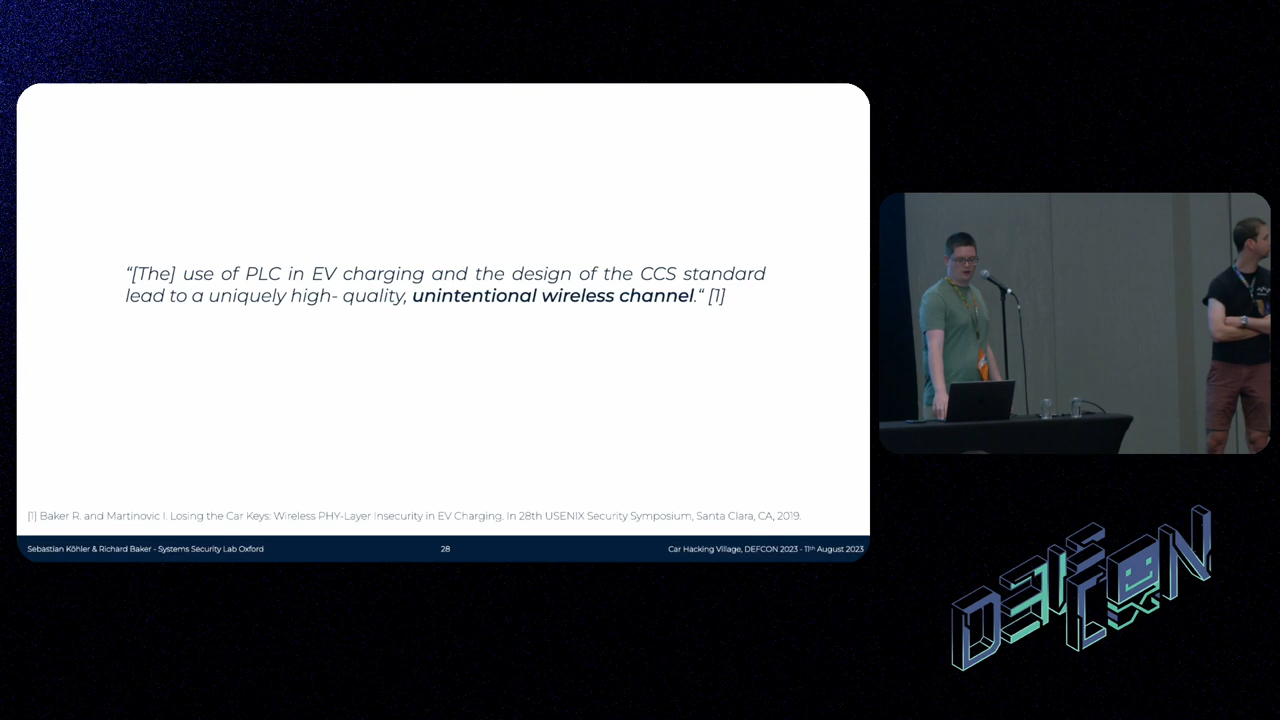 “[The] use of PLC in EV charging and the design of the CCS standard
lead to a uniquely high- quality, unintentional wireless channel.“ [1]
[1] Baker R. and Martinovic I. Losing the Car Keys: Wireless PHY-Layer Insecurity in EV Charging. In 28th USENIX Security Symposium, Santa Clara, CA, 2019.
Sebastian Köhler & Richard Baker - Systems Security Lab Oxford
28
Car Hacking Village, DEFCON 2023 - 11th August 2023
DEF
CON